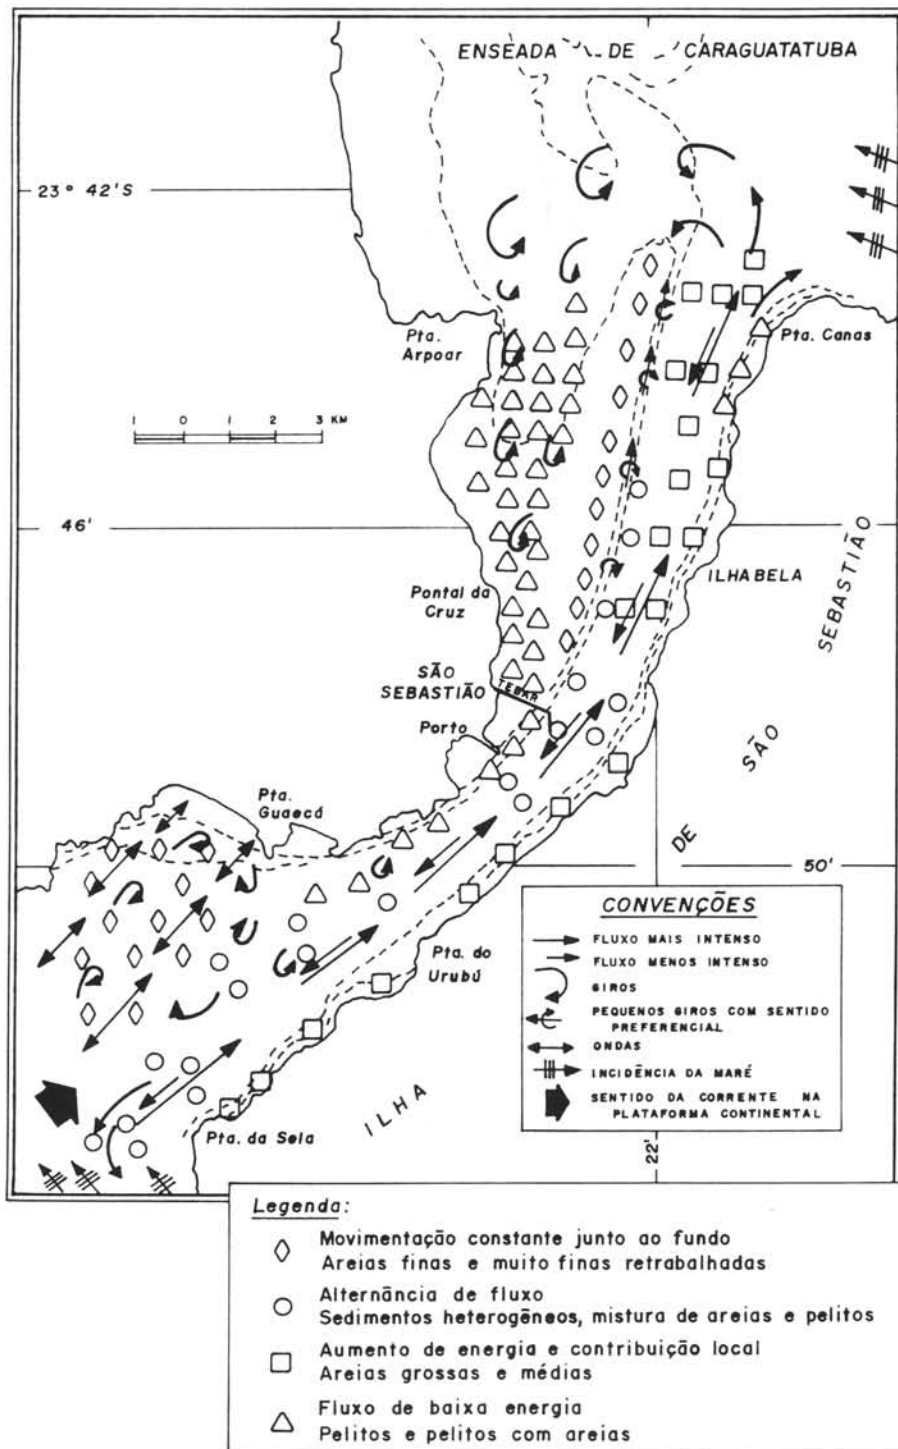 ENSEADA DE CARAGUATATUBA
23° 42'S
Pta.
Arpoar
Pta. Canas
1 0 1 2 3 KM
46'
ILHABELA
Pontal da
Cruz
SÃO
SEBASTIÃO
TEBAR
Porto
Pta.
Guaecá
50'
Pta. do
Urubú
Pta. da Sela
ILHA DE SÃO SEBASTIÃO
22'
CONVENÇÕES
FLUXO MAIS INTENSO
FLUXO MENOS INTENSO
GIROS
PEQUENOS GIROS COM SENTIDO
PREFERENCIAL
ONDAS
INCIDÊNCIA DA MARÉ
SENTIDO DA CORRENTE NA
PLATAFORMA CONTINENTAL
Legenda:
Movimentação constante junto ao fundo
Areias finas e muito finas retrabalhadas
Alternância de fluxo
Sedimentos heterogêneos, mistura de areias e pelitos
Aumento de energia e contribuição local
Areias grossas e médias
Fluxo de baixa energia
Pelitos e pelitos com areias